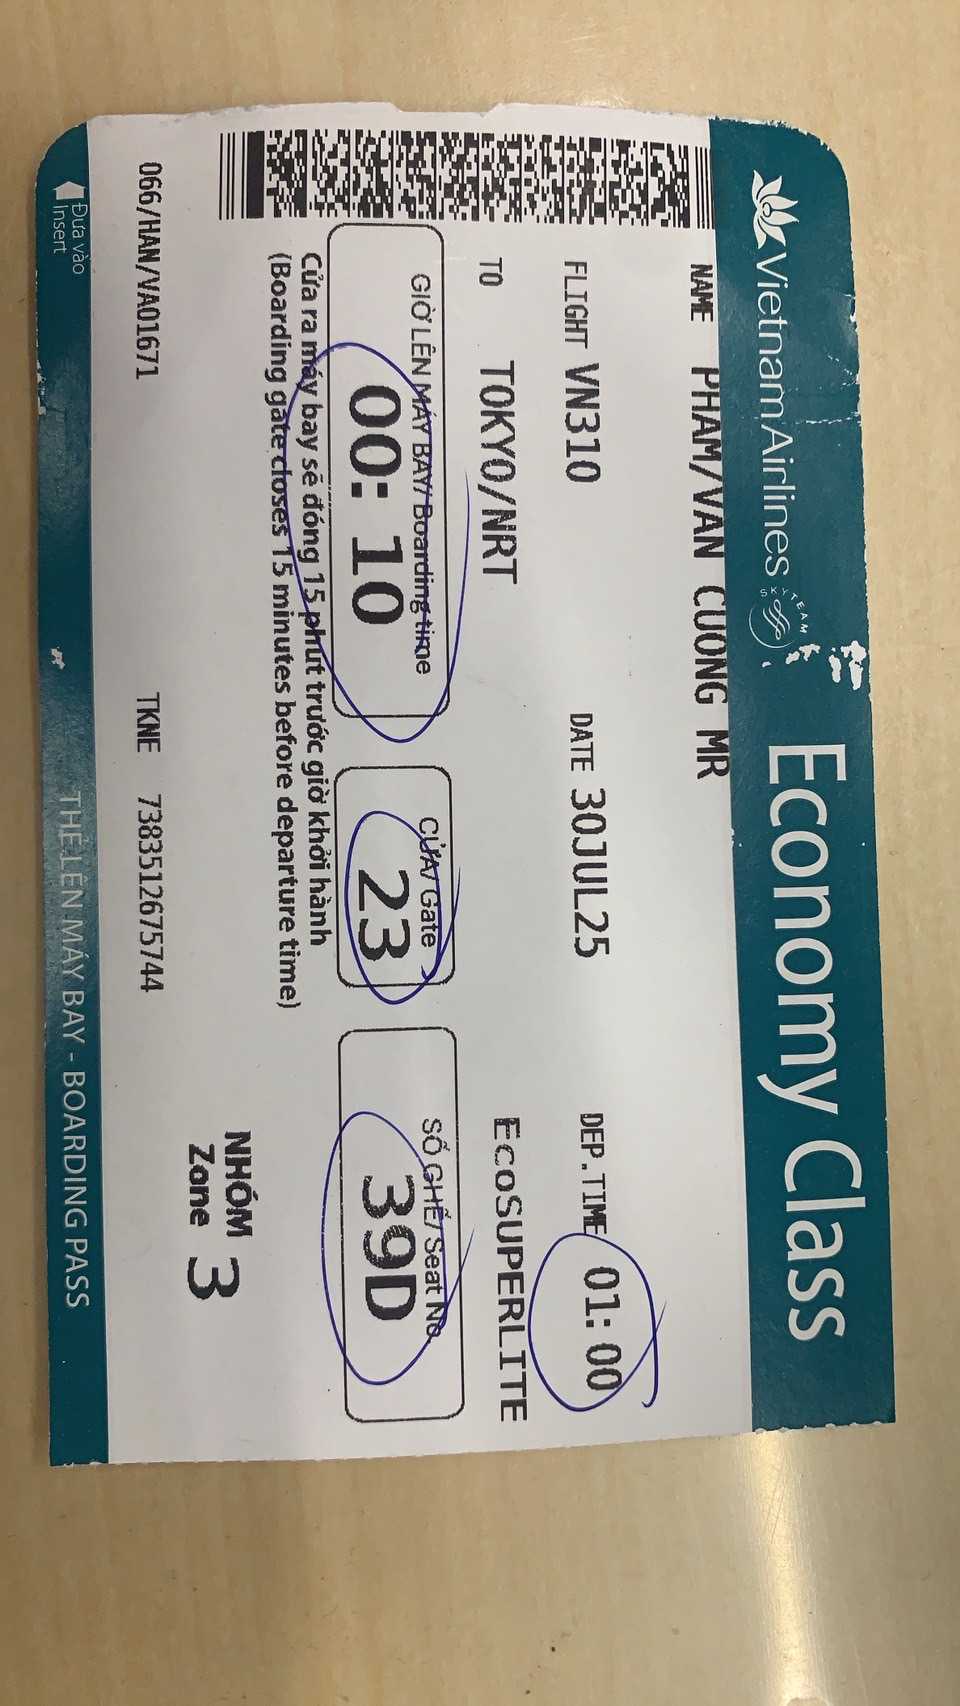 Vietnam Airlines SKYTEAM Economy Class
NAME PHAM/VAN CUONG MR
FLIGHT VN310 DATE 30JUL25 DEP.TIME 01:00
TO TOKYO/NRT EcoSUPERLITE
GIỜ LÊN MÁY BAY/ Boarding time
00:10
CỬA/ Gate
23
SỐ GHẾ/ Seat No.
39D
Cửa ra máy bay sẽ đóng 15 phút trước giờ khởi hành
(Boarding gate closes 15 minutes before departure time)
NHÓM
Zone 3
066/HAN/VA01671 TKNE 7383512675744
Đưa vào
Insert
THẺ LÊN MÁY BAY - BOARDING PASS